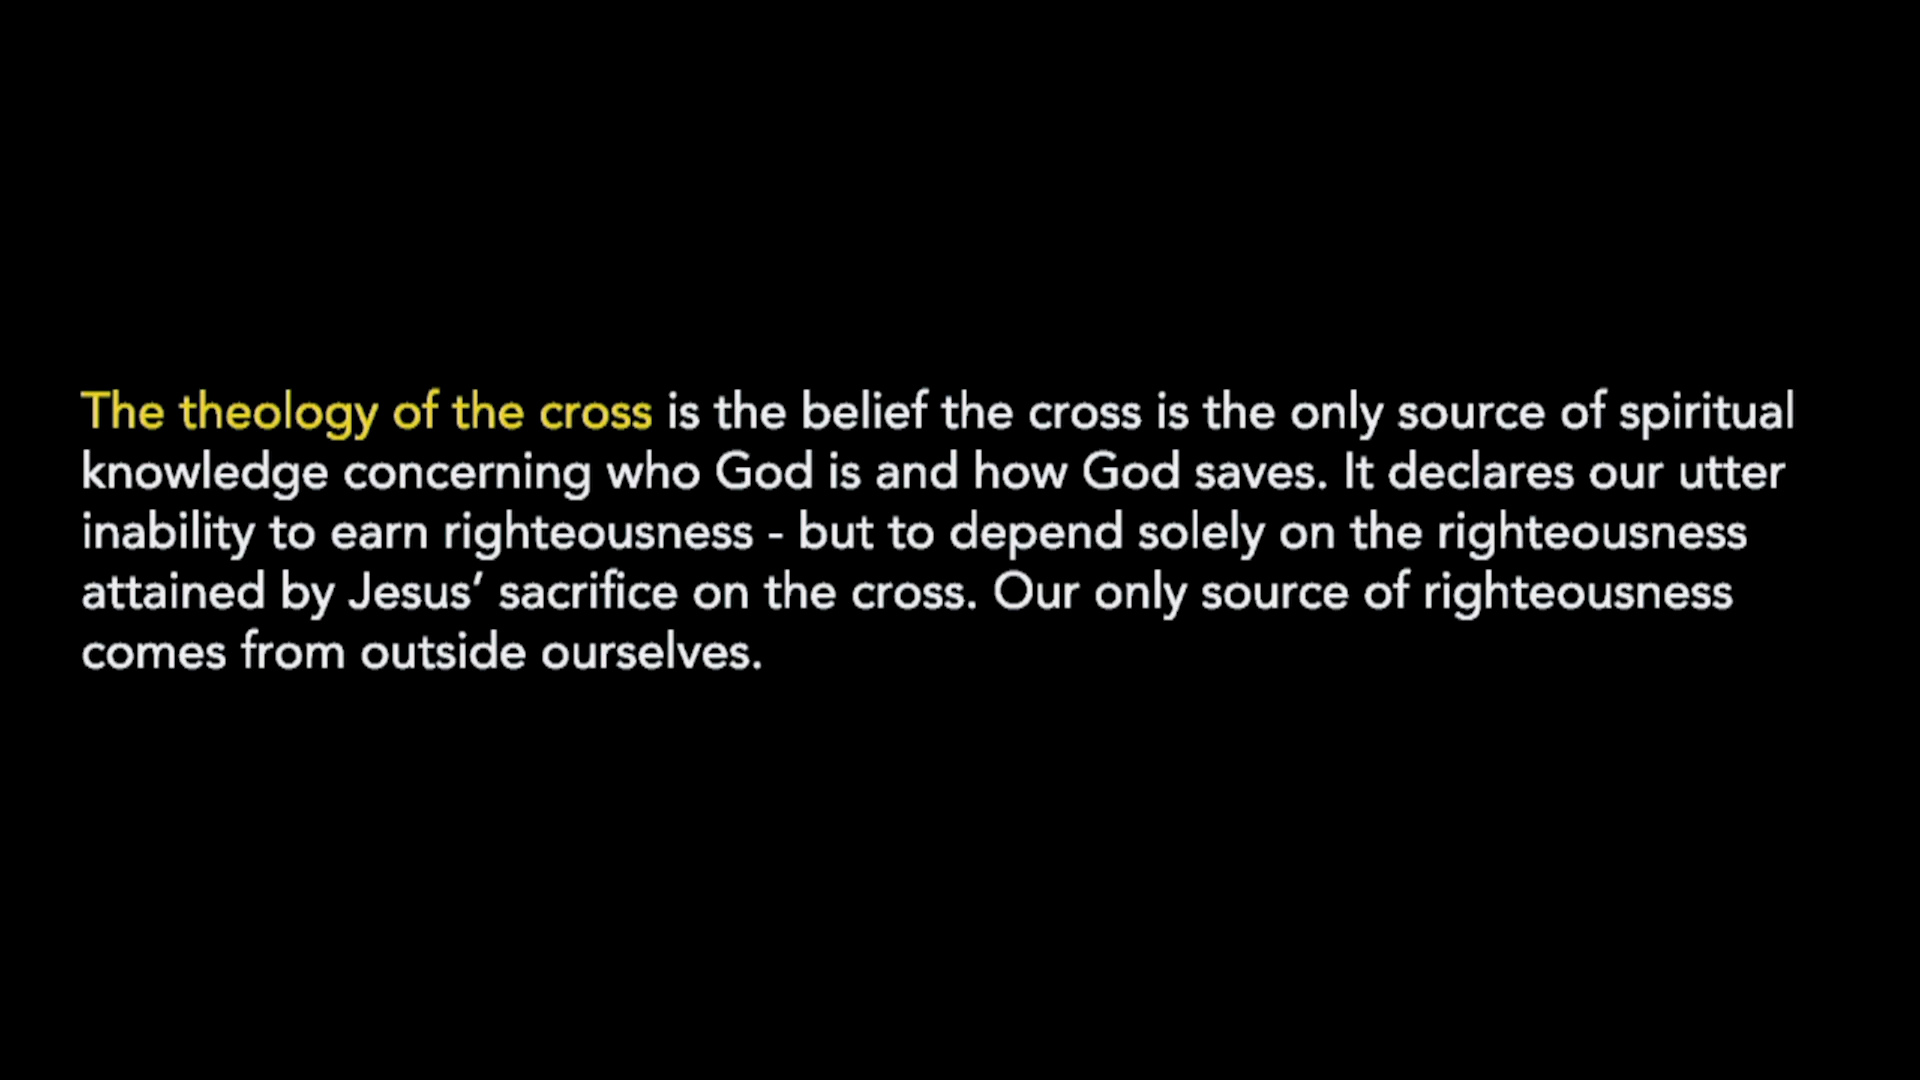 The theology of the cross is the belief the cross is the only source of spiritual
knowledge concerning who God is and how God saves. It declares our utter
inability to earn righteousness - but to depend solely on the righteousness
attained by Jesus’ sacrifice on the cross. Our only source of righteousness
comes from outside ourselves.